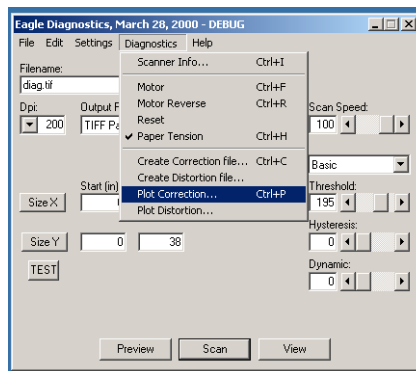 Eagle Diagnostics, March 28, 2000 - DEBUG
File Edit Settings Diagnostics Help
Filename:
diag.tif
Dpi: Output F
200 TIFF Pa
Scanner Info... Ctrl+I
Motor Ctrl+F
Motor Reverse Ctrl+R
Reset
Paper Tension Ctrl+H
Create Correction file... Ctrl+C
Create Distortion file...
Plot Correction... Ctrl+P
Plot Distortion...
Scan Speed:
100
Basic
Start (in)
Size X
Threshold:
195
Size Y 0 38
Hysteresis:
0
TEST
Dynamic:
0
Preview Scan View